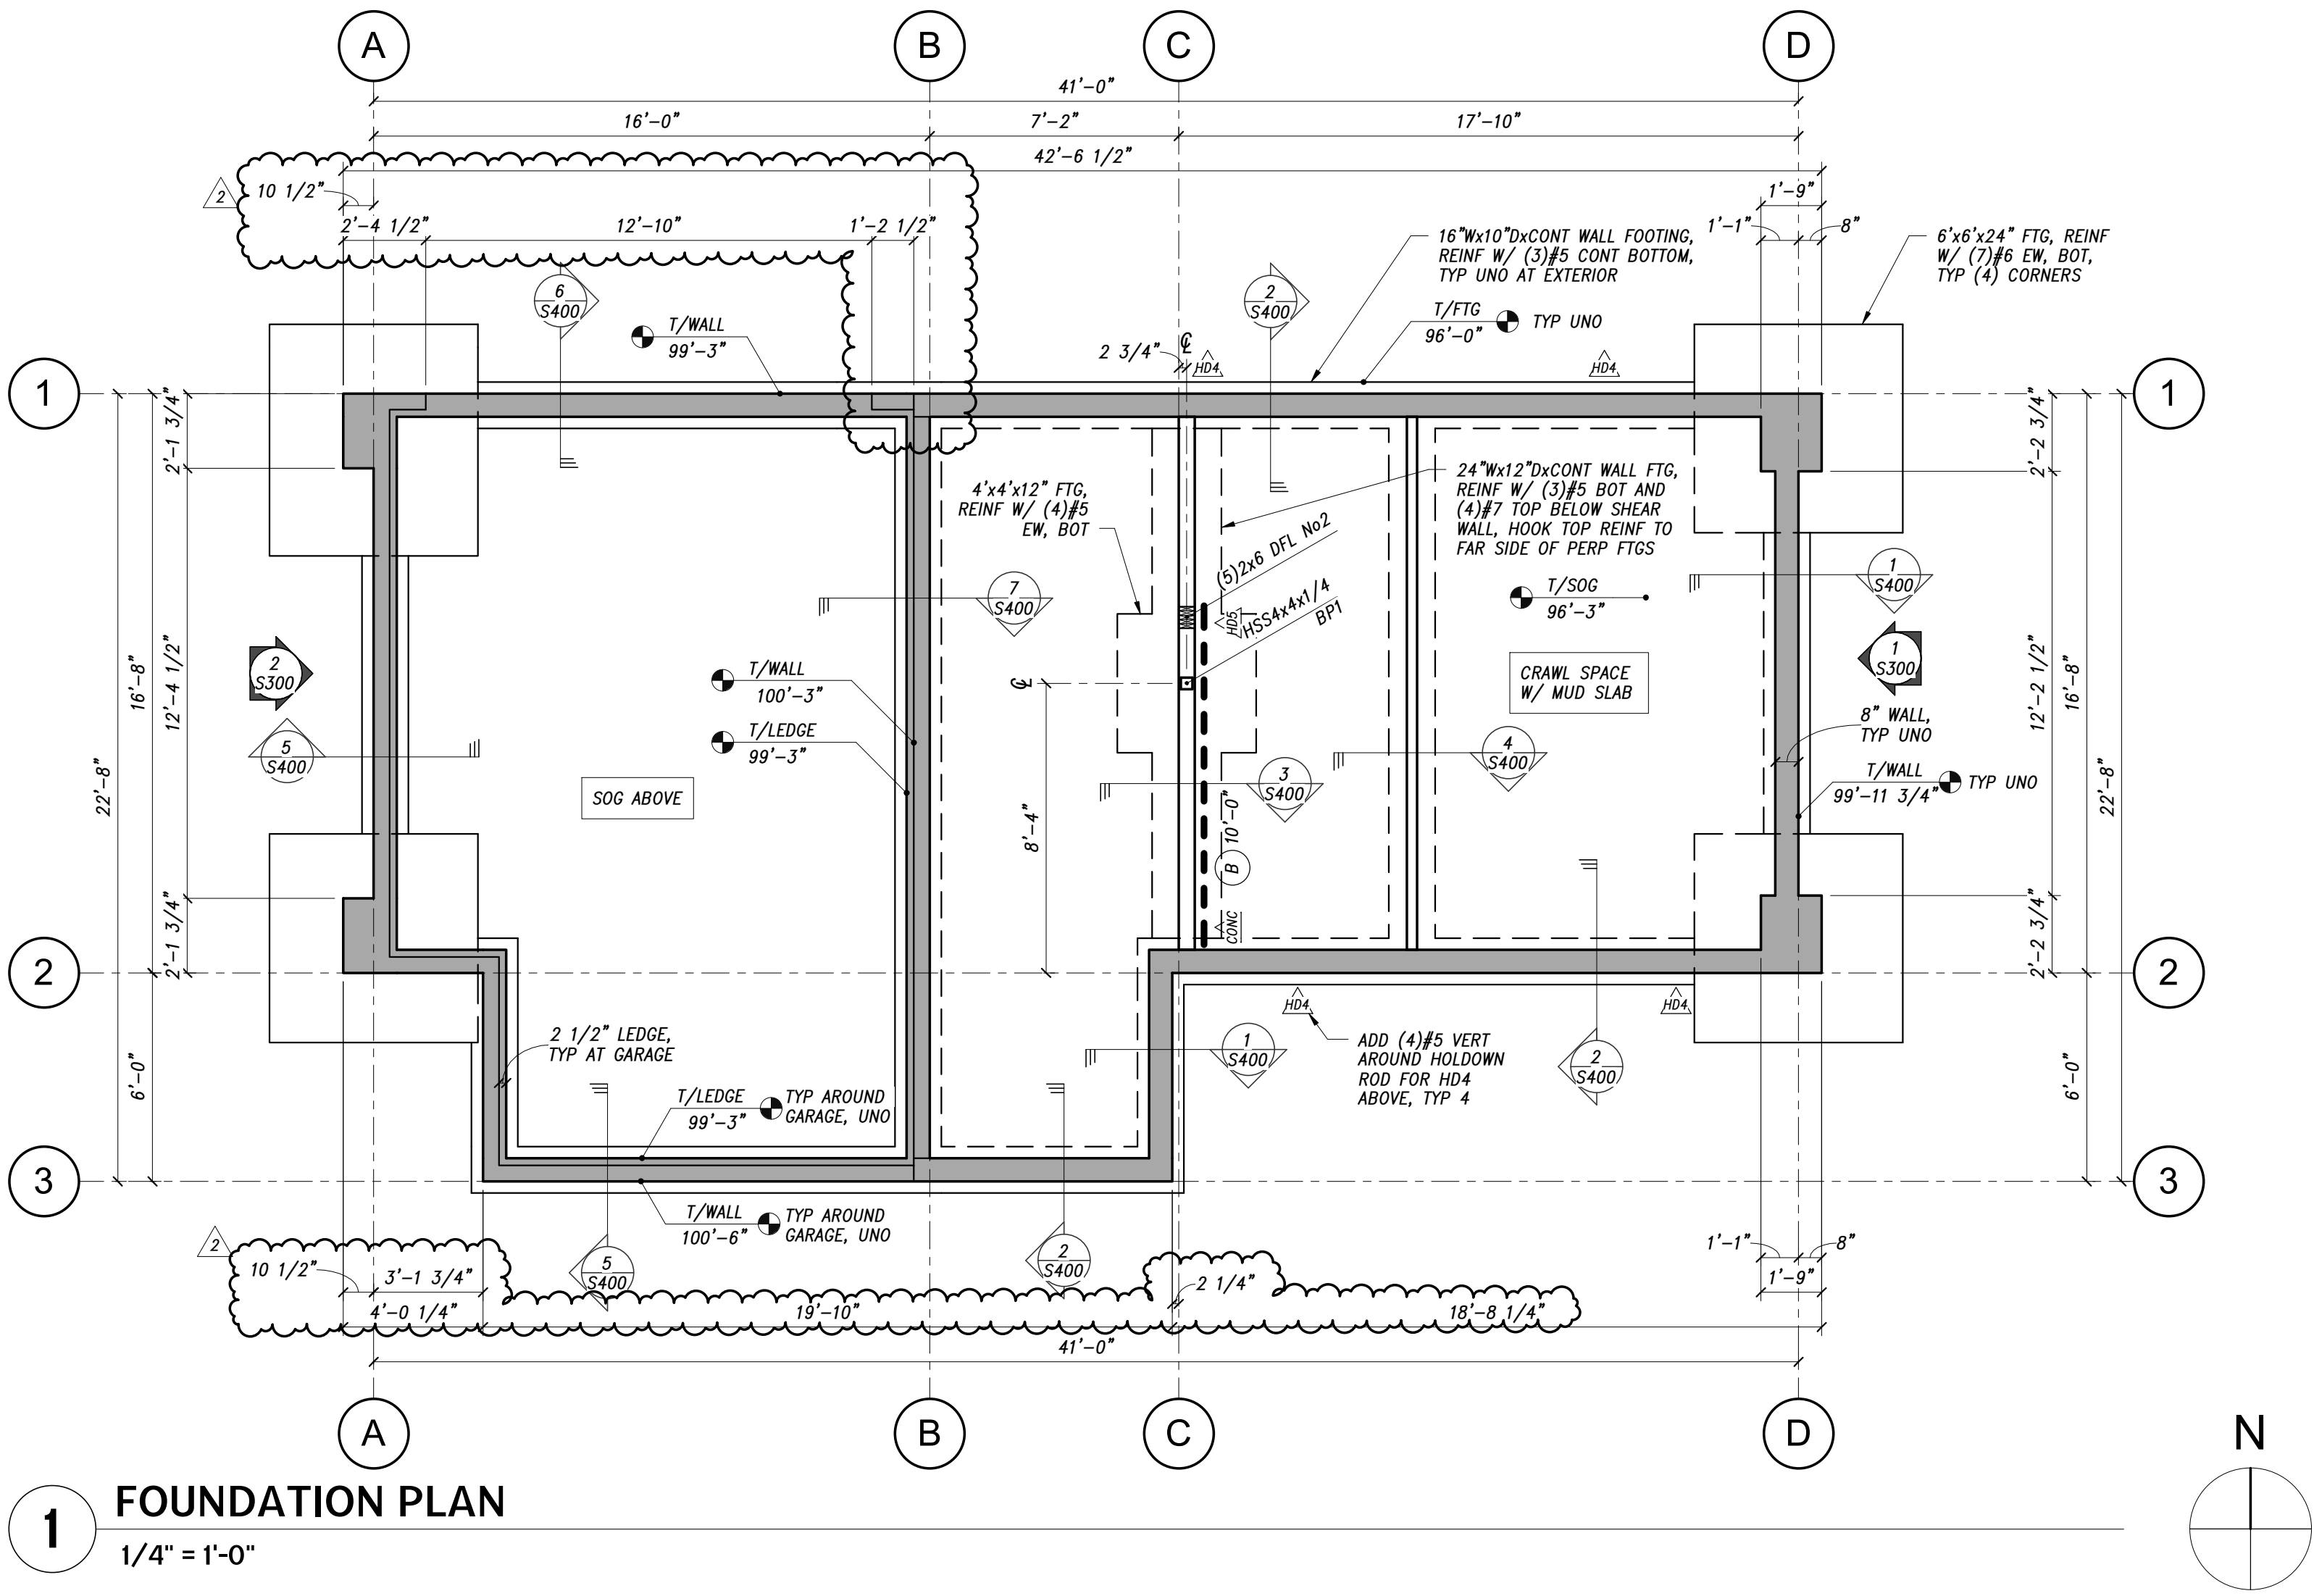 A
B
C
D
41'-0"
16'-0"
7'-2"
17'-10"
42'-6 1/2"
2
10 1/2"
1'-9"
2'-4 1/2"
12'-10"
1'-2 1/2"
1'-1"
8"
16"Wx10"DxCONT WALL FOOTING,
REINF W/ (3)#5 CONT BOTTOM,
TYP UNO AT EXTERIOR
6'x6'x24" FTG, REINF
W/ (7)#6 EW, BOT,
TYP (4) CORNERS
6
S400
2
S400
T/WALL
99'-3"
T/FTG
96'-0"
TYP UNO
2 3/4"
℄
HD4
HD4
1
1
2'-1 3/4"
2'-2 3/4"
4'x4'x12" FTG,
REINF W/ (4)#5
EW, BOT
24"Wx12"DxCONT WALL FTG,
REINF W/ (3)#5 BOT AND
(4)#7 TOP BELOW SHEAR
WALL, HOOK TOP REINF TO
FAR SIDE OF PERP FTGS
(5)2x6 DFL No2
HSS4x4x1/4
BP1
HD5
7
S400
1
S400
T/SOG
96'-3"
2
S300
1
S300
T/WALL
100'-3"
CRAWL SPACE
W/ MUD SLAB
℄
16'-8"
12'-4 1/2"
12'-2 1/2"
16'-8"
T/LEDGE
99'-3"
8" WALL,
TYP UNO
5
S400
4
S400
3
S400
T/WALL
99'-11 3/4"
TYP UNO
22'-8"
22'-8"
SOG ABOVE
8'-4"
B
10'-0"
CONC
2'-1 3/4"
2'-2 3/4"
2
2
HD4
HD4
2 1/2" LEDGE,
TYP AT GARAGE
1
S400
ADD (4)#5 VERT
AROUND HOLDOWN
ROD FOR HD4
ABOVE, TYP 4
2
S400
6'-0"
6'-0"
T/LEDGE
99'-3"
TYP AROUND
GARAGE, UNO
3
3
T/WALL
100'-6"
TYP AROUND
GARAGE, UNO
2
5
S400
2
S400
1'-1"
8"
10 1/2"
3'-1 3/4"
2 1/4"
1'-9"
4'-0 1/4"
19'-10"
18'-8 1/4"
41'-0"
A
B
C
D
N
1
FOUNDATION PLAN
1/4" = 1'-0"